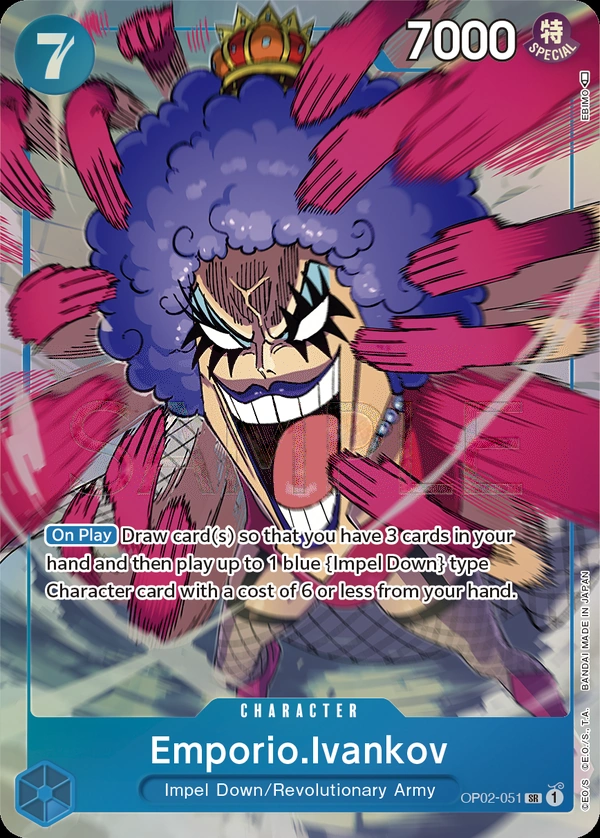 7
7000
特
SPECIAL
EBIMO
SAMPLE
On Play Draw card(s) so that you have 3 cards in your
hand and then play up to 1 blue {Impel Down} type
Character card with a cost of 6 or less from your hand.
CHARACTER
Emporio.Ivankov
Impel Down/Revolutionary Army
OP02-051 SR 1
©E.O/S ©E.O./S.,T.A. BANDAI MADE IN JAPAN